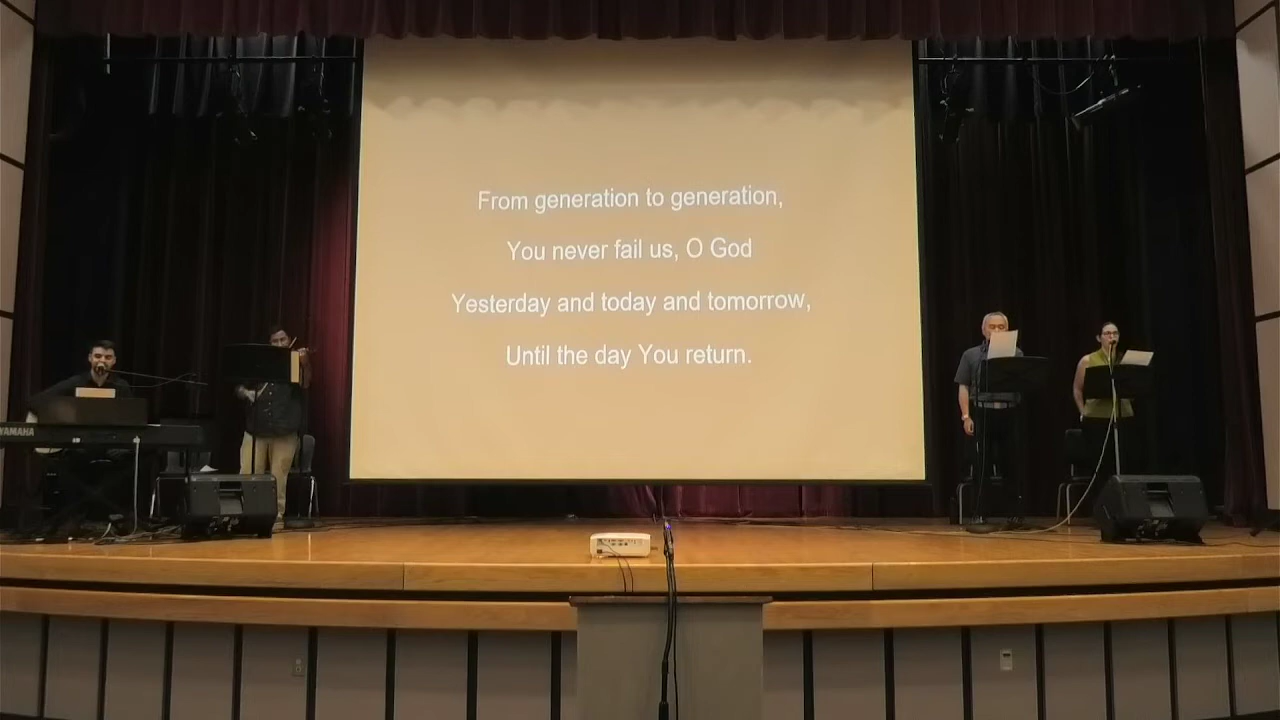 From generation to generation,
You never fail us, O God
Yesterday and today and tomorrow,
Until the day You return.
YAMAHA